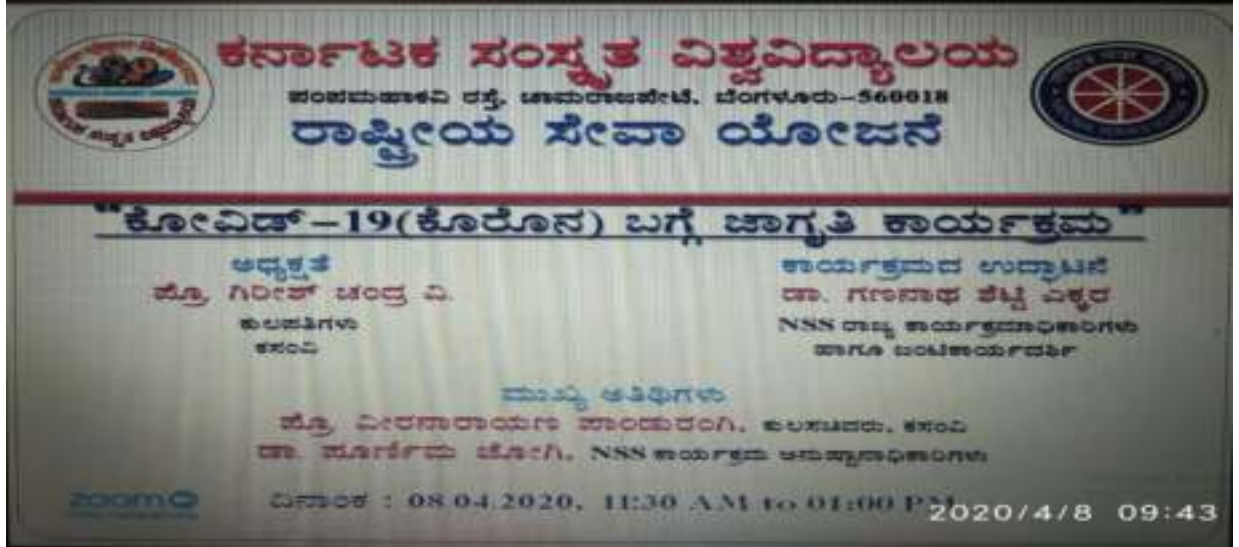 ಕರ್ನಾಟಕ ಸಂಸ್ಕೃತ ವಿಶ್ವವಿದ್ಯಾಲಯ
ಪಂಪಮಹಾಕವಿ ರಸ್ತೆ, ಚಾಮರಾಜಪೇಟೆ, ಬೆಂಗಳೂರು-560018
ರಾಷ್ಟ್ರೀಯ ಸೇವಾ ಯೋಜನೆ
"ಕೋವಿಡ್-19(ಕೊರೊನ) ಬಗ್ಗೆ ಜಾಗೃತಿ ಕಾರ್ಯಕ್ರಮ"
ಅಧ್ಯಕ್ಷತೆ
ಪ್ರೊ. ಗಿರೀಶ್ ಚಂದ್ರ ವಿ.
ಕುಲಪತಿಗಳು
ಕಸಂವಿ
ಕಾರ್ಯಕ್ರಮದ ಉದ್ಘಾಟನೆ
ಡಾ. ಗಣನಾಥ ಶೆಟ್ಟಿ ಎಕ್ಕಾರ
NSS ರಾಜ್ಯ ಕಾರ್ಯಕ್ರಮಾಧಿಕಾರಿಗಳು
ಹಾಗೂ ಜಂಟಿಕಾರ್ಯದರ್ಶಿ
ಮುಖ್ಯ ಅತಿಥಿಗಳು
ಪ್ರೊ. ವೀರನಾರಾಯಣ ಪಾಂಡುರಂಗಿ, ಕುಲಸಚಿವರು, ಕಸಂವಿ
ಡಾ. ಪೂರ್ಣಿಮ ಜೋಗಿ, NSS ಕಾರ್ಯಕ್ರಮ ಅನುಷ್ಠಾನಾಧಿಕಾರಿಗಳು
zoom
ದಿನಾಂಕ : 08.04.2020, 11:30 AM to 01:00 PM
2020/4/8 09:43